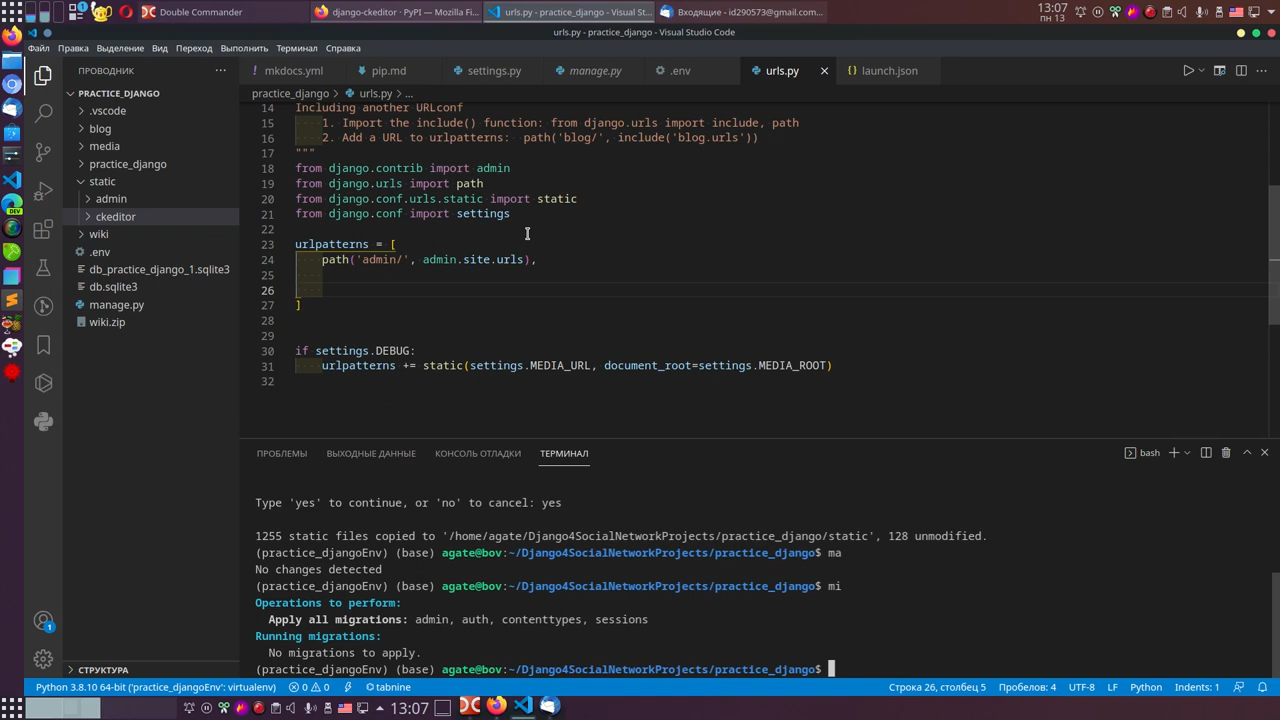 Double Commander
django-ckeditor · PyPI — Mozilla Fi...
urls.py - practice_django - Visual St...
Входящие - id290573@gmail.com...
13:07
пн 13
urls.py - practice_django - Visual Studio Code
Файл Правка Выделение Вид Переход Выполнить Терминал Справка
ПРОВОДНИК ...
mkdocs.yml pip.md settings.py manage.py .env urls.py launch.json
PRACTICE_DJANGO
.vscode
blog
media
practice_django
static
admin
ckeditor
wiki
.env
db_practice_django_1.sqlite3
db.sqlite3
manage.py
wiki.zip
СТРУКТУРА
practice_django > urls.py > ...
14 Including another URLconf
15 1. Import the include() function: from django.urls import include, path
16 2. Add a URL to urlpatterns: path('blog/', include('blog.urls'))
17 """
18 from django.contrib import admin
19 from django.urls import path
20 from django.conf.urls.static import static
21 from django.conf import settings
22
23 urlpatterns = [
24 path('admin/', admin.site.urls),
25
26
27 ]
28
29
30 if settings.DEBUG:
31 urlpatterns += static(settings.MEDIA_URL, document_root=settings.MEDIA_ROOT)
32
ПРОБЛЕМЫ ВЫХОДНЫЕ ДАННЫЕ КОНСОЛЬ ОТЛАДКИ ТЕРМИНАЛ
bash
Type 'yes' to continue, or 'no' to cancel: yes
1255 static files copied to '/home/agate/Django4SocialNetworkProjects/practice_django/static', 128 unmodified.
(practice_djangoEnv) (base) agate@bov:~/Django4SocialNetworkProjects/practice_django$ ma
No changes detected
(practice_djangoEnv) (base) agate@bov:~/Django4SocialNetworkProjects/practice_django$ mi
Operations to perform:
Apply all migrations: admin, auth, contenttypes, sessions
Running migrations:
No migrations to apply.
(practice_djangoEnv) (base) agate@bov:~/Django4SocialNetworkProjects/practice_django$
Python 3.8.10 64-bit ('practice_djangoEnv': virtualenv) 0 0 tabnine Строка 26, столбец 5 Пробелов: 4 UTF-8 LF Python Indents: 1
13:07